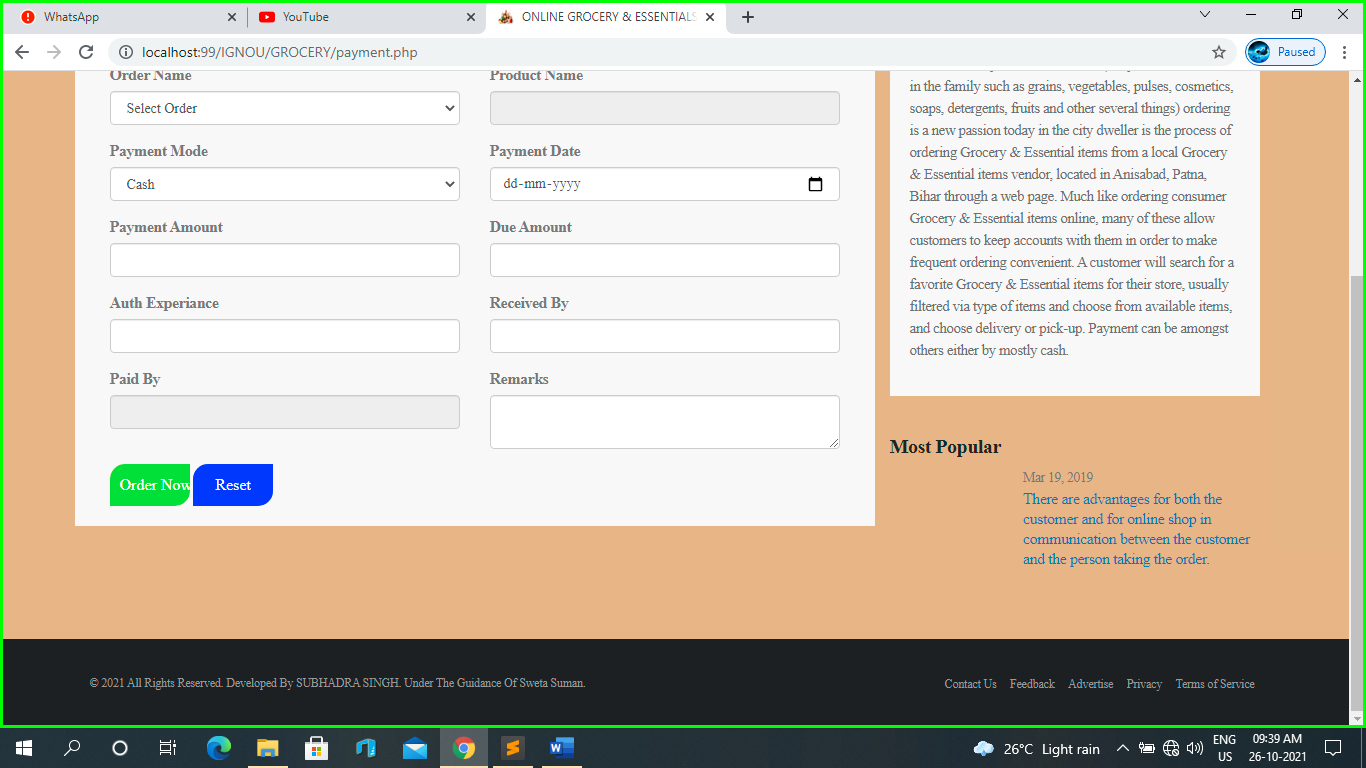 WhatsApp
YouTube
ONLINE GROCERY & ESSENTIALS
localhost:99/IGNOU/GROCERY/payment.php
Paused
Order Name
Product Name
Select Order
Payment Mode
Payment Date
Cash
dd-mm-yyyy
Payment Amount
Due Amount
Auth Experiance
Received By
Paid By
Remarks
Order Now
Reset
in the family such as grains, vegetables, pulses, cosmetics,
soaps, detergents, fruits and other several things) ordering
is a new passion today in the city dweller is the process of
ordering Grocery & Essential items from a local Grocery
& Essential items vendor, located in Anisabad, Patna,
Bihar through a web page. Much like ordering consumer
Grocery & Essential items online, many of these allow
customers to keep accounts with them in order to make
frequent ordering convenient. A customer will search for a
favorite Grocery & Essential items for their store, usually
filtered via type of items and choose from available items,
and choose delivery or pick-up. Payment can be amongst
others either by mostly cash.
Most Popular
Mar 19, 2019
There are advantages for both the
customer and for online shop in
communication between the customer
and the person taking the order.
© 2021 All Rights Reserved. Developed By SUBHADRA SINGH. Under The Guidance Of Sweta Suman.
Contact Us Feedback Advertise Privacy Terms of Service
26°C Light rain
ENG
US
09:39 AM
26-10-2021